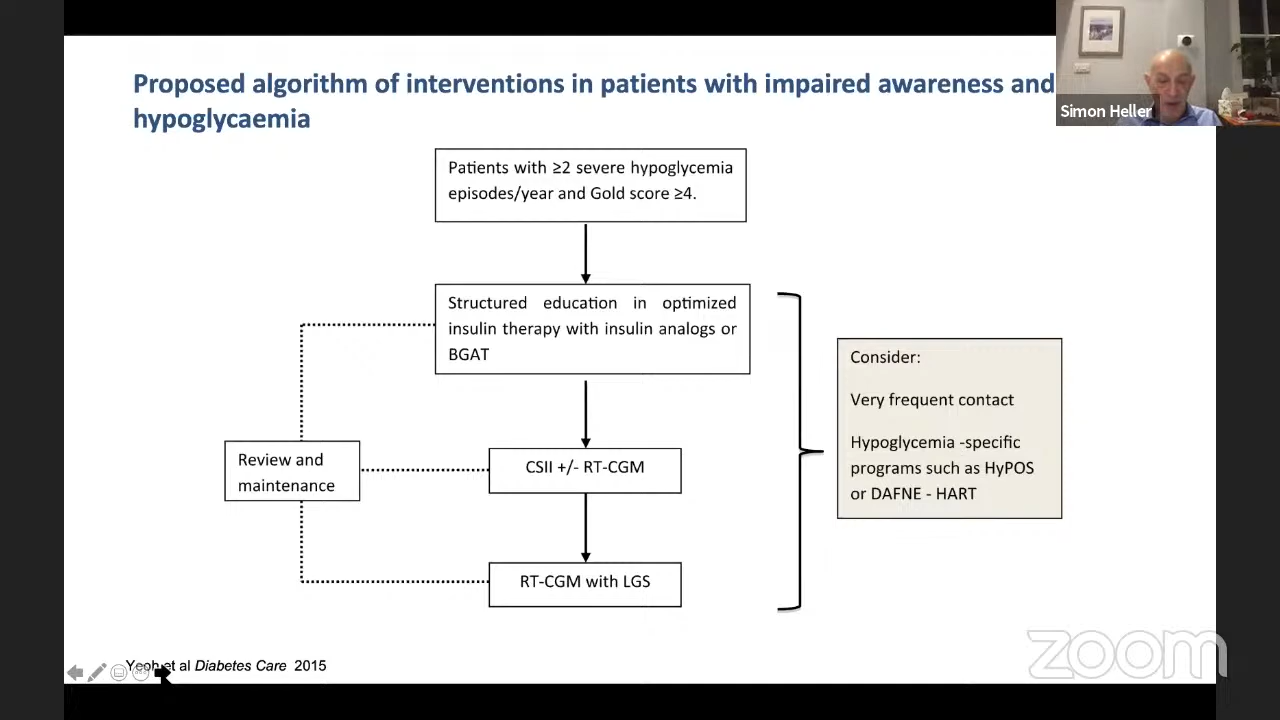 Proposed algorithm of interventions in patients with impaired awareness and
hypoglycaemia
Simon Heller
Patients with ≥2 severe hypoglycemia
episodes/year and Gold score ≥4.
Structured education in optimized
insulin therapy with insulin analogs or
BGAT
Consider:
Very frequent contact
Hypoglycemia -specific
programs such as HyPOS
or DAFNE - HART
Review and
maintenance
CSII +/- RT-CGM
RT-CGM with LGS
Yeoh et al Diabetes Care 2015
zoom